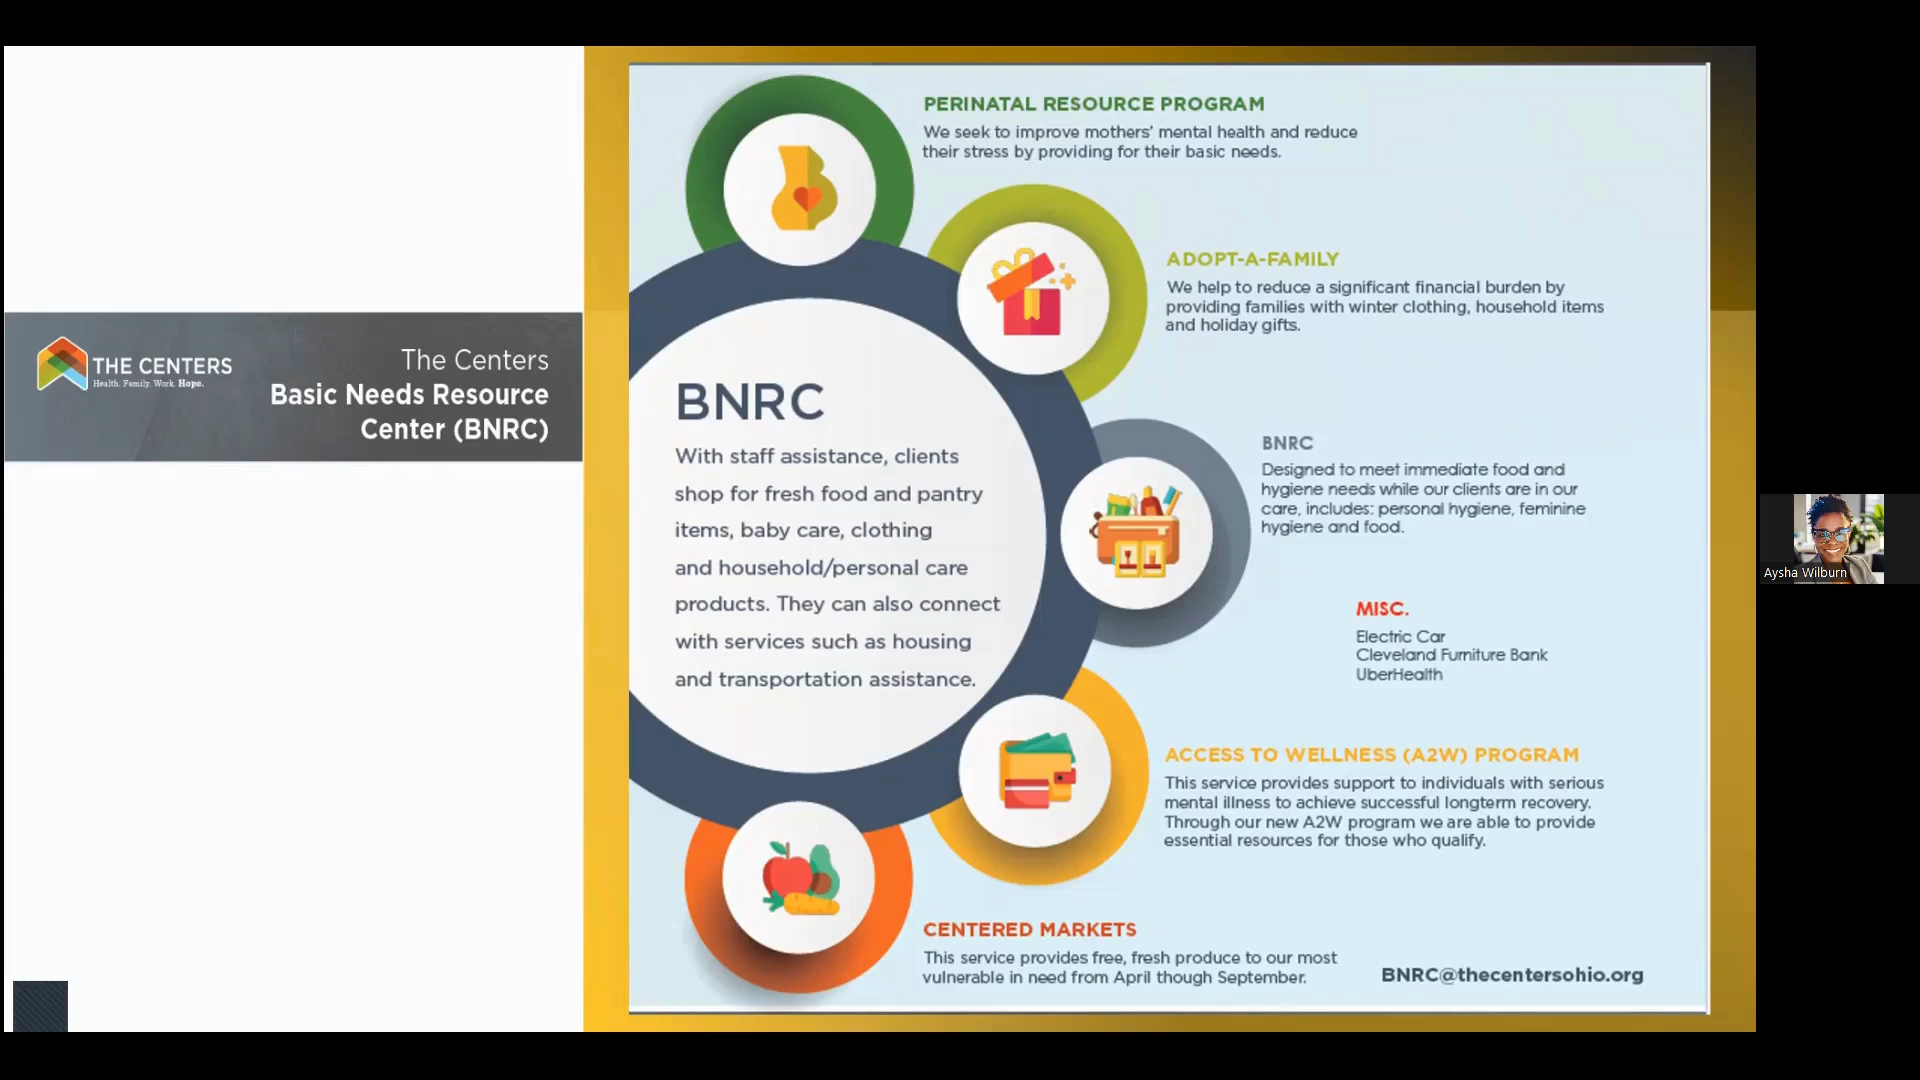 THE CENTERS
Health. Family. Work. Hope.
The Centers
Basic Needs Resource
Center (BNRC)
PERINATAL RESOURCE PROGRAM
We seek to improve mothers' mental health and reduce
their stress by providing for their basic needs.
ADOPT-A-FAMILY
We help to reduce a significant financial burden by
providing families with winter clothing, household items
and holiday gifts.
BNRC
With staff assistance, clients
shop for fresh food and pantry
items, baby care, clothing
and household/personal care
products. They can also connect
with services such as housing
and transportation assistance.
BNRC
Designed to meet immediate food and
hygiene needs while our clients are in our
care, includes: personal hygiene, feminine
hygiene and food.
MISC.
Electric Car
Cleveland Furniture Bank
UberHealth
ACCESS TO WELLNESS (A2W) PROGRAM
This service provides support to individuals with serious
mental illness to achieve successful longterm recovery.
Through our new A2W program we are able to provide
essential resources for those who qualify.
CENTERED MARKETS
This service provides free, fresh produce to our most
vulnerable in need from April though September.
BNRC@thecentersohio.org
Aysha Wilburn